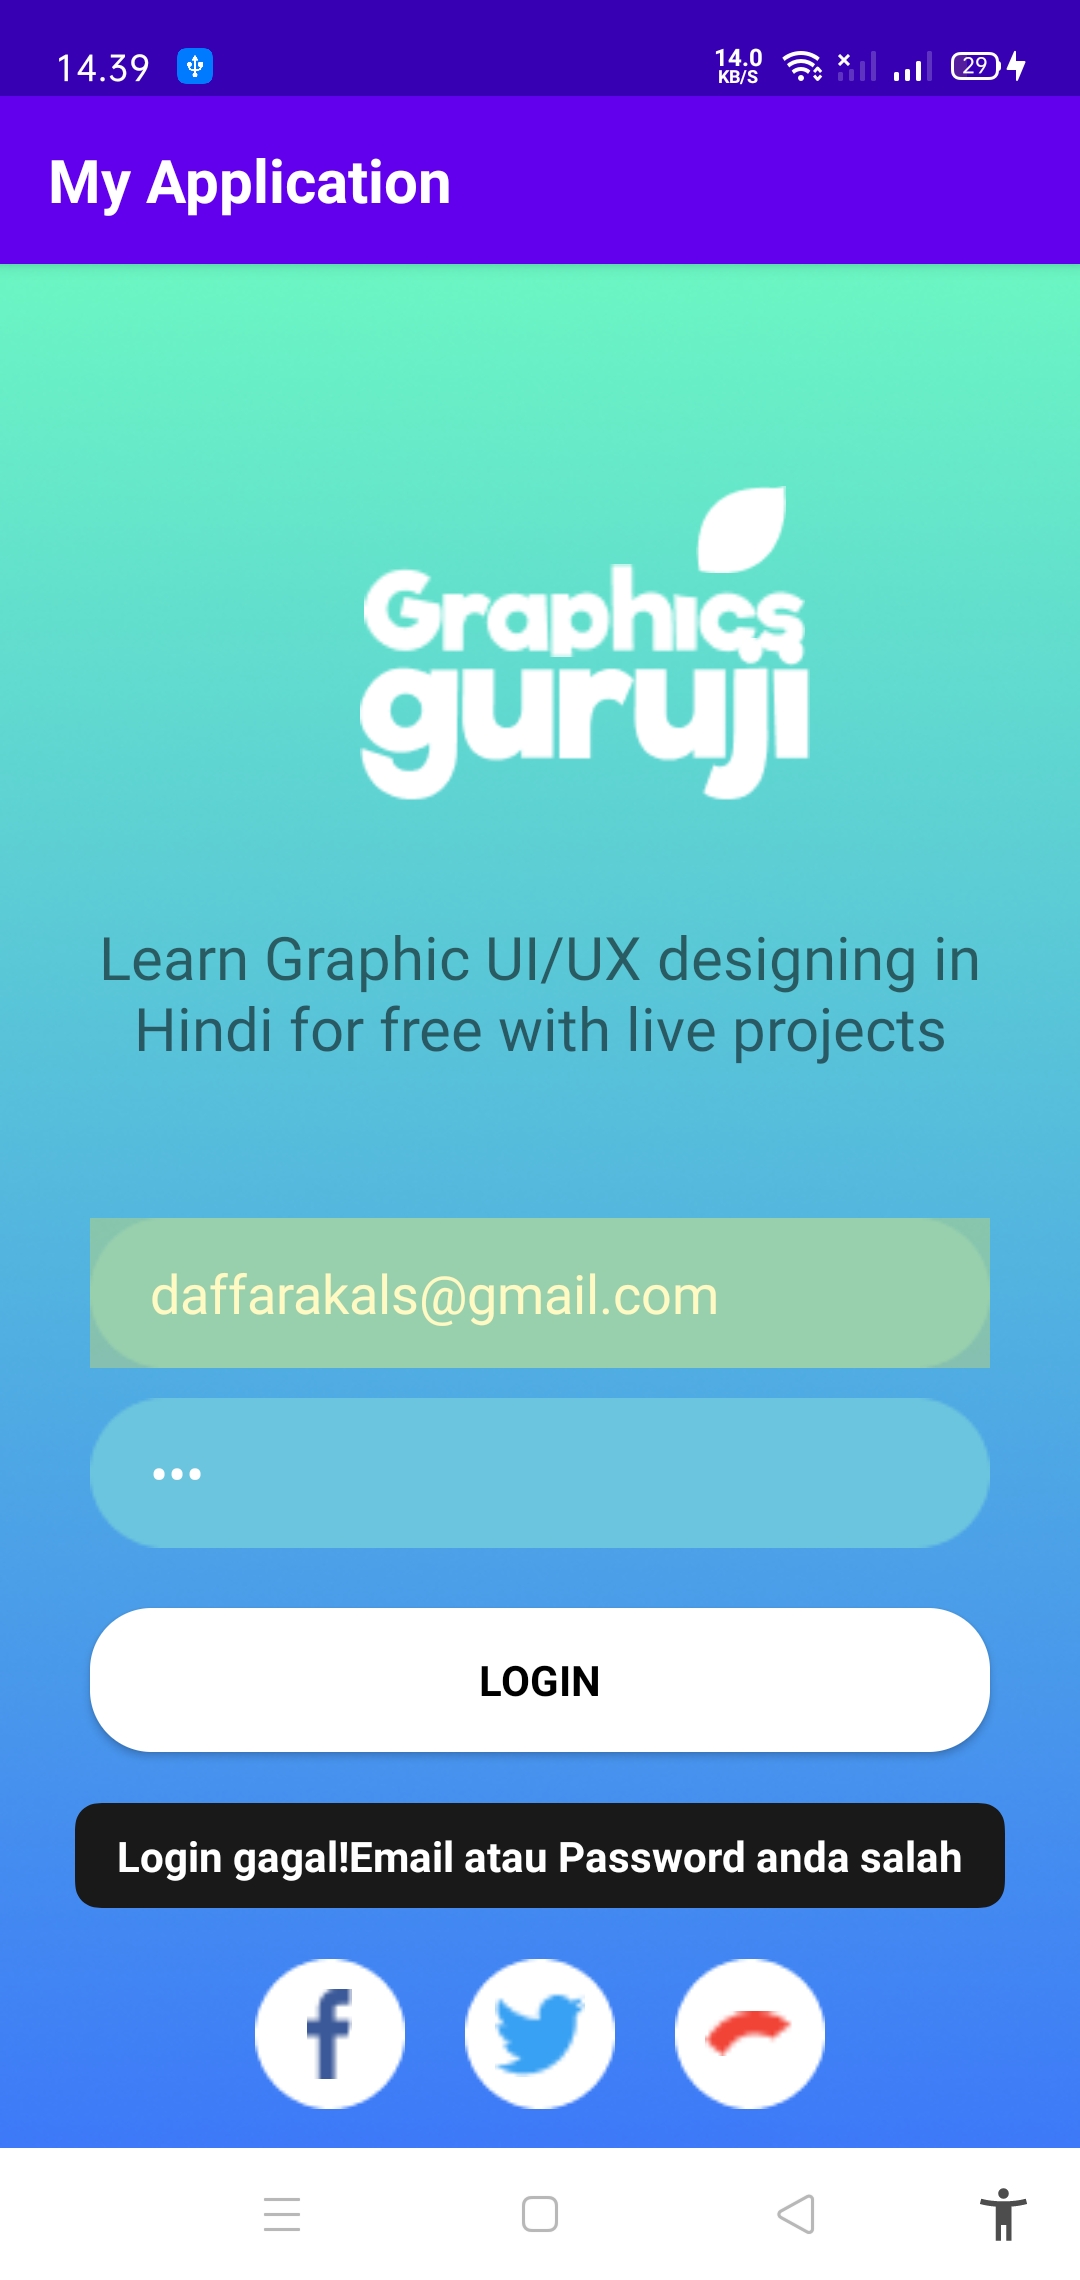 14.39
14.0
KB/S
29
My Application
Graphics
guruji
Learn Graphic UI/UX designing in
Hindi for free with live projects
daffarakals@gmail.com
•••
LOGIN
Login gagal!Email atau Password anda salah